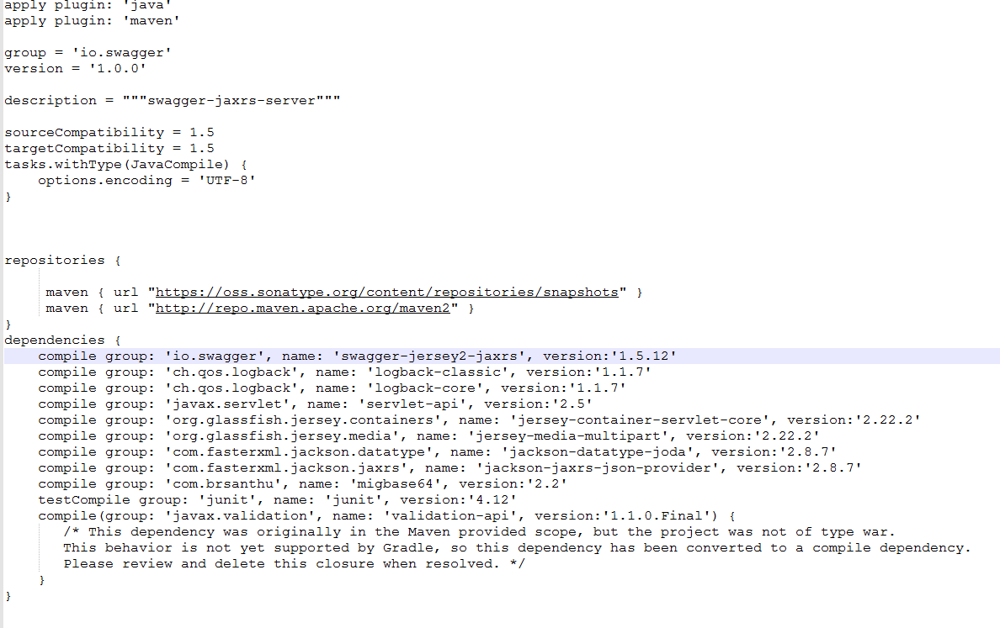 apply plugin: 'java'
apply plugin: 'maven'
group = 'io.swagger'
version = '1.0.0'
description = """swagger-jaxrs-server"""
sourceCompatibility = 1.5
targetCompatibility = 1.5
tasks.withType(JavaCompile) {
    options.encoding = 'UTF-8'
}
repositories {
     maven { url "https://oss.sonatype.org/content/repositories/snapshots" }
     maven { url "http://repo.maven.apache.org/maven2" }
}
dependencies {
    compile group: 'io.swagger', name: 'swagger-jersey2-jaxrs', version:'1.5.12'
    compile group: 'ch.qos.logback', name: 'logback-classic', version:'1.1.7'
    compile group: 'ch.qos.logback', name: 'logback-core', version:'1.1.7'
    compile group: 'javax.servlet', name: 'servlet-api', version:'2.5'
    compile group: 'org.glassfish.jersey.containers', name: 'jersey-container-servlet-core', version:'2.22.2'
    compile group: 'org.glassfish.jersey.media', name: 'jersey-media-multipart', version:'2.22.2'
    compile group: 'com.fasterxml.jackson.datatype', name: 'jackson-datatype-joda', version:'2.8.7'
    compile group: 'com.fasterxml.jackson.jaxrs', name: 'jackson-jaxrs-json-provider', version:'2.8.7'
    compile group: 'com.brsanthu', name: 'migbase64', version:'2.2'
    testCompile group: 'junit', name: 'junit', version:'4.12'
    compile(group: 'javax.validation', name: 'validation-api', version:'1.1.0.Final') {
       /* This dependency was originally in the Maven provided scope, but the project was not of type war.
       This behavior is not yet supported by Gradle, so this dependency has been converted to a compile dependency.
       Please review and delete this closure when resolved. */
    }
}